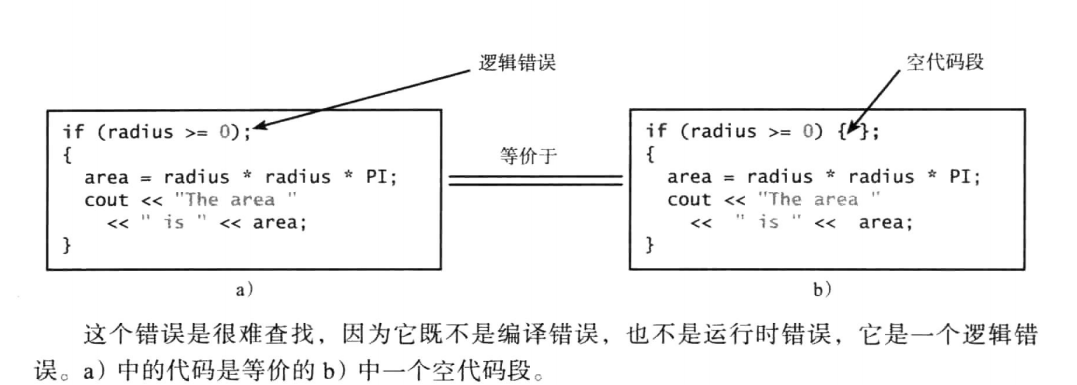 逻辑错误
空代码段
if (radius >= 0);
{
  area = radius * radius * PI;
  cout << "The area "
    << " is " << area;
}
等价于
if (radius >= 0) { };
{
  area = radius * radius * PI;
  cout << "The area "
    << " is " << area;
}
a)
b)
这个错误是很难查找，因为它既不是编译错误，也不是运行时错误，它是一个逻辑错
误。a）中的代码是等价的 b）中一个空代码段。